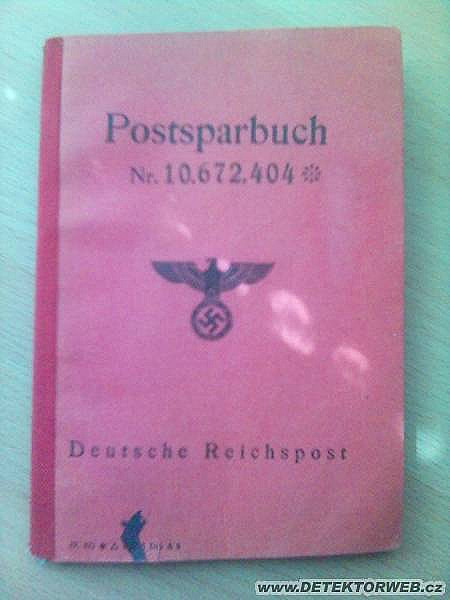 Postsparbuch
Nr. 10.672.404 ❊
Deutsche Reichspost
WWW.DETEKTORWEB.cz